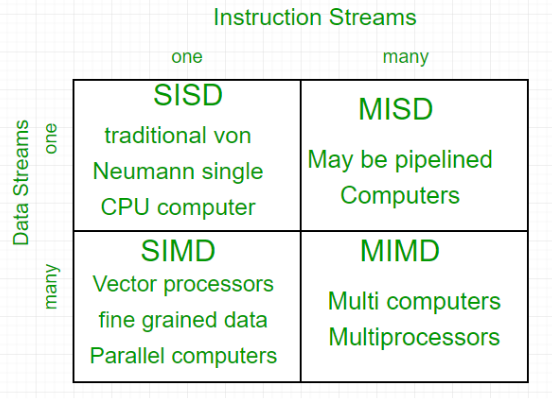 Instruction Streams
one
many
Data Streams
one
many
SISD
traditional von
Neumann single
CPU computer
MISD
May be pipelined
Computers
SIMD
Vector processors
fine grained data
Parallel computers
MIMD
Multi computers
Multiprocessors